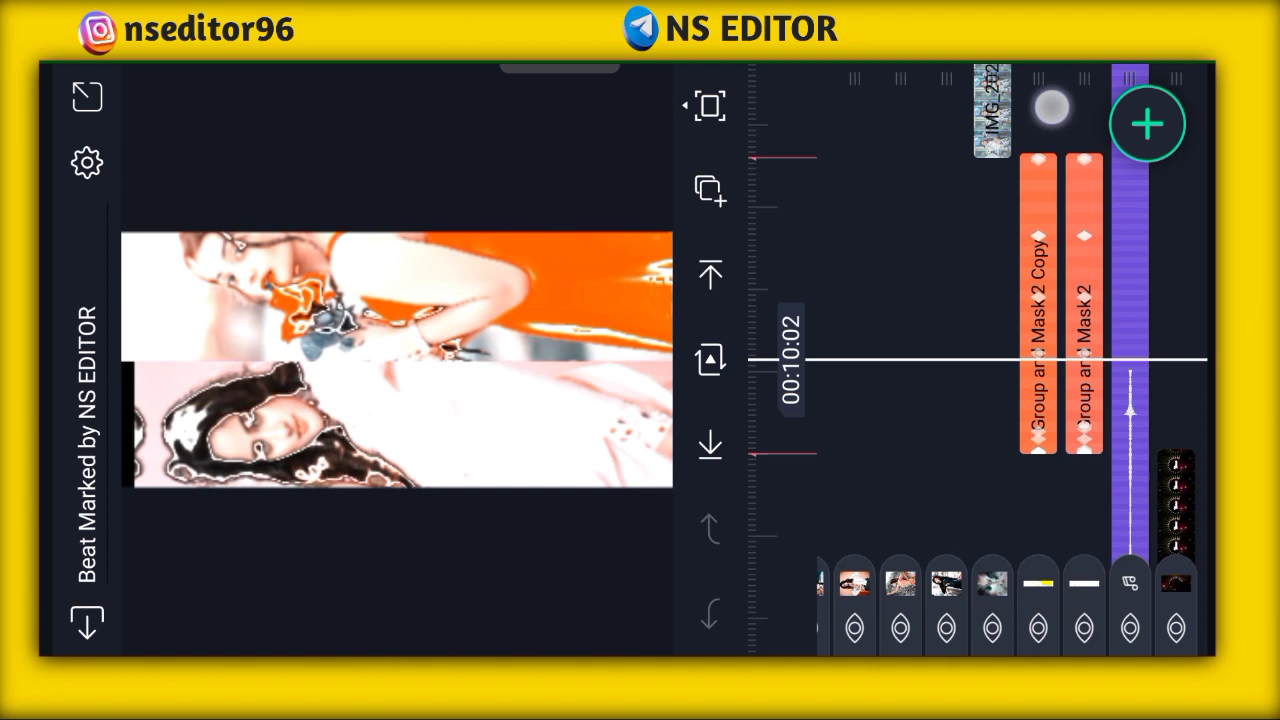 nseditor96
NS EDITOR
Beat Marked by NS EDITOR
00:10:02
Group and Mask 2 Copy
Group and Mask 2